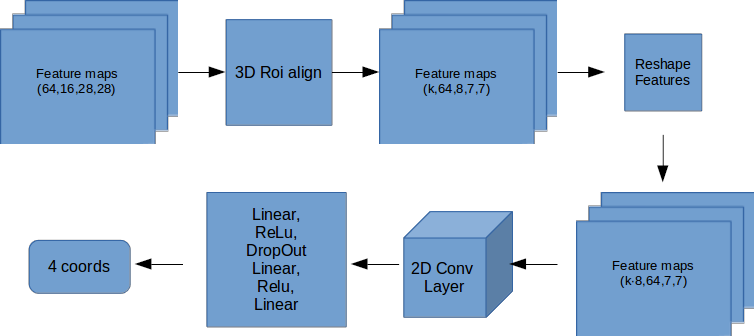 Feature maps
(64,16,28,28)
3D Roi align
Feature maps
(k,64,8,7,7)
Reshape
Features
Feature maps
(k·8,64,7,7)
2D Conv
Layer
Linear,
ReLu,
DropOut
Linear,
Relu,
Linear
4 coords